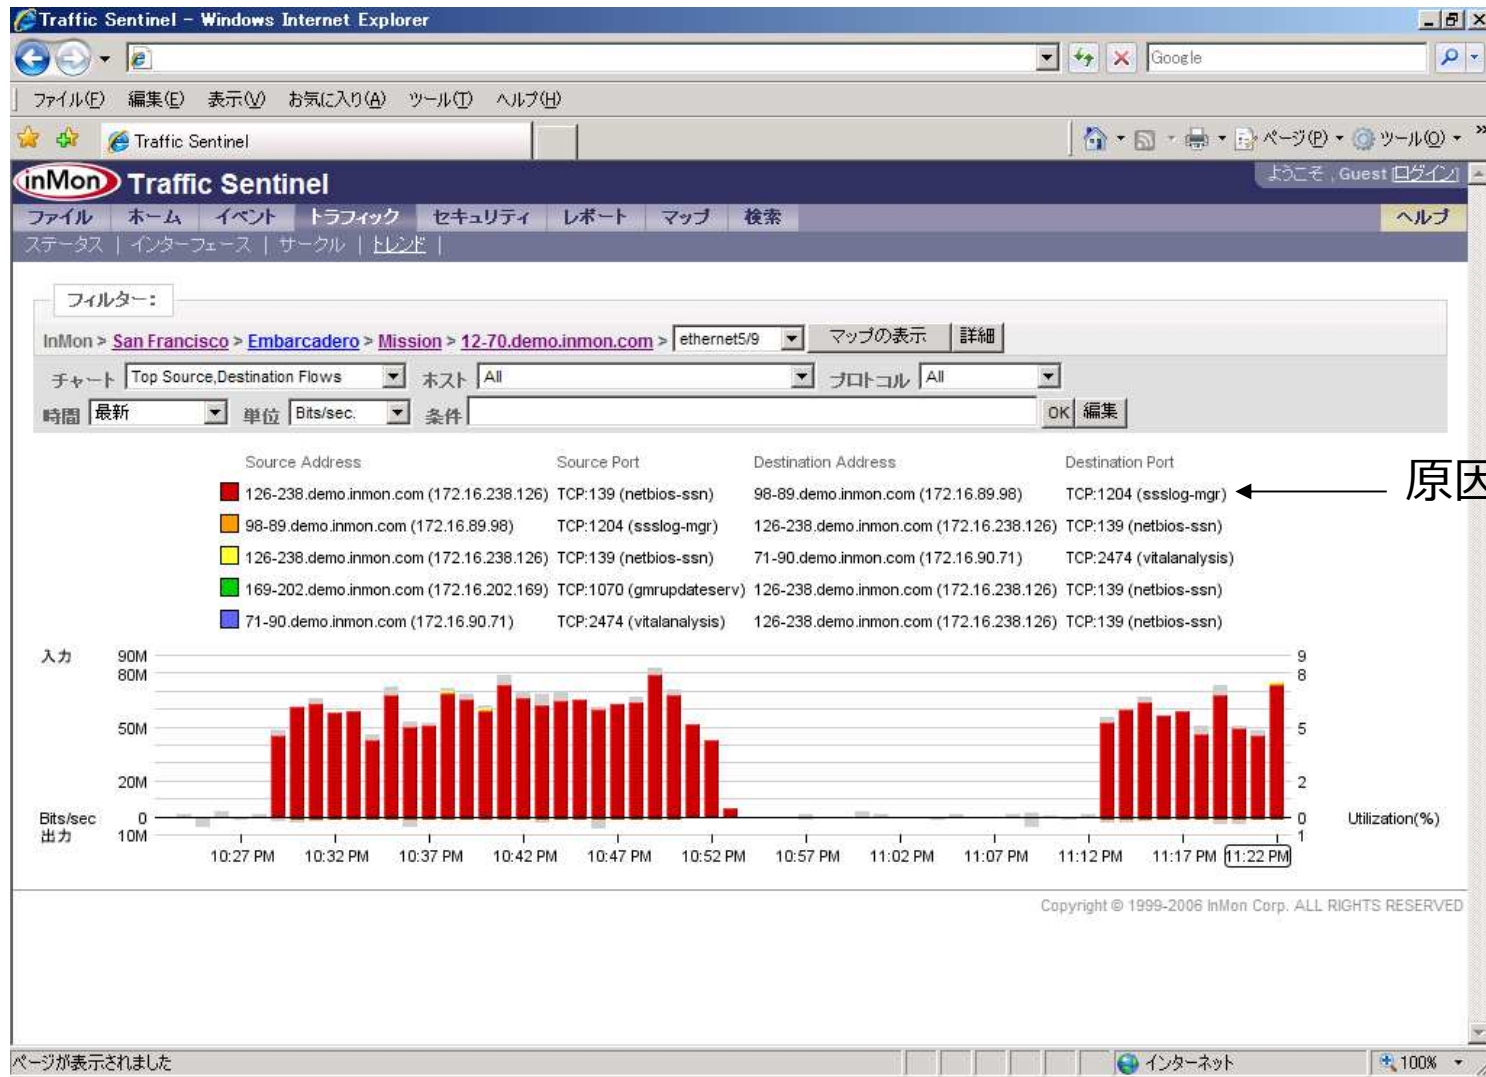 Traffic Sentinel - Windows Internet Explorer
Google
ファイル(F) 編集(E) 表示(V) お気に入り(A) ツール(T) ヘルプ(H)
Traffic Sentinel
ページ(P) ツール(O) »
inMon Traffic Sentinel
ようこそ , Guest [ログイン]
ファイル ホーム イベント トラフィック セキュリティ レポート マップ 検索 ヘルプ
ステータス | インターフェース | サークル | トレンド |
フィルター:
InMon > San Francisco > Embarcadero > Mission > 12-70.demo.inmon.com > ethernet5/9 マップの表示 詳細
チャート Top Source,Destination Flows ホスト All プロトコル All
時間 最新 単位 Bits/sec. 条件 OK 編集
Source Address Source Port Destination Address Destination Port
126-238.demo.inmon.com (172.16.238.126) TCP:139 (netbios-ssn) 98-89.demo.inmon.com (172.16.89.98) TCP:1204 (ssslog-mgr) 原因
98-89.demo.inmon.com (172.16.89.98) TCP:1204 (ssslog-mgr) 126-238.demo.inmon.com (172.16.238.126) TCP:139 (netbios-ssn)
126-238.demo.inmon.com (172.16.238.126) TCP:139 (netbios-ssn) 71-90.demo.inmon.com (172.16.90.71) TCP:2474 (vitalanalysis)
169-202.demo.inmon.com (172.16.202.169) TCP:1070 (gmrupdateserv) 126-238.demo.inmon.com (172.16.238.126) TCP:139 (netbios-ssn)
71-90.demo.inmon.com (172.16.90.71) TCP:2474 (vitalanalysis) 126-238.demo.inmon.com (172.16.238.126) TCP:139 (netbios-ssn)
入力 90M 9
80M 8
50M 5
20M 2
Bits/sec 0 0 Utilization(%)
出力 10M 1
10:27 PM 10:32 PM 10:37 PM 10:42 PM 10:47 PM 10:52 PM 10:57 PM 11:02 PM 11:07 PM 11:12 PM 11:17 PM 11:22 PM
Copyright © 1999-2006 InMon Corp. ALL RIGHTS RESERVED
ページが表示されました インターネット 100%